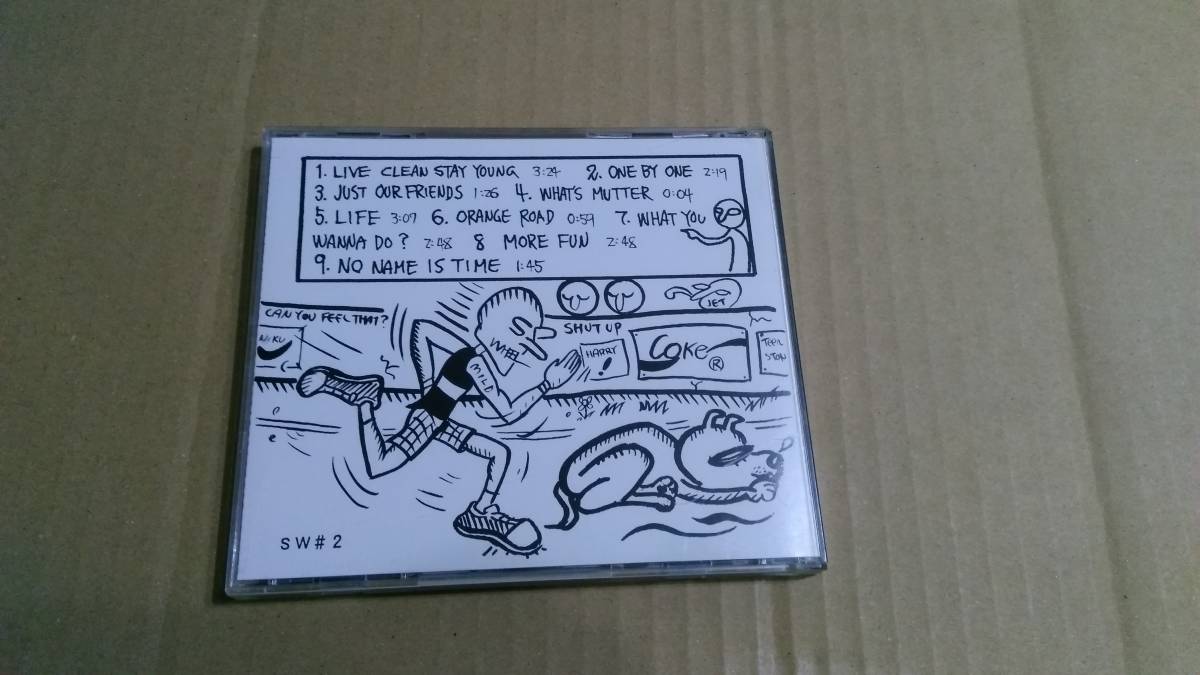 1. LIVE CLEAN STAY YOUNG 3:24 2. ONE BY ONE 2:19
3. JUST OUR FRIENDS 1:26 4. WHAT'S MUTTER 0:04
5. LIFE 3:07 6. ORANGE ROAD 0:59 7. WHAT YOU
WANNA DO? 2:48 8 MORE FUN 2:48
9. NO NAME IS TIME 1:45
JET
CAN YOU FEEL THAT?
SHUT UP
HARRY
!
COKE ®
MILD
SW#2